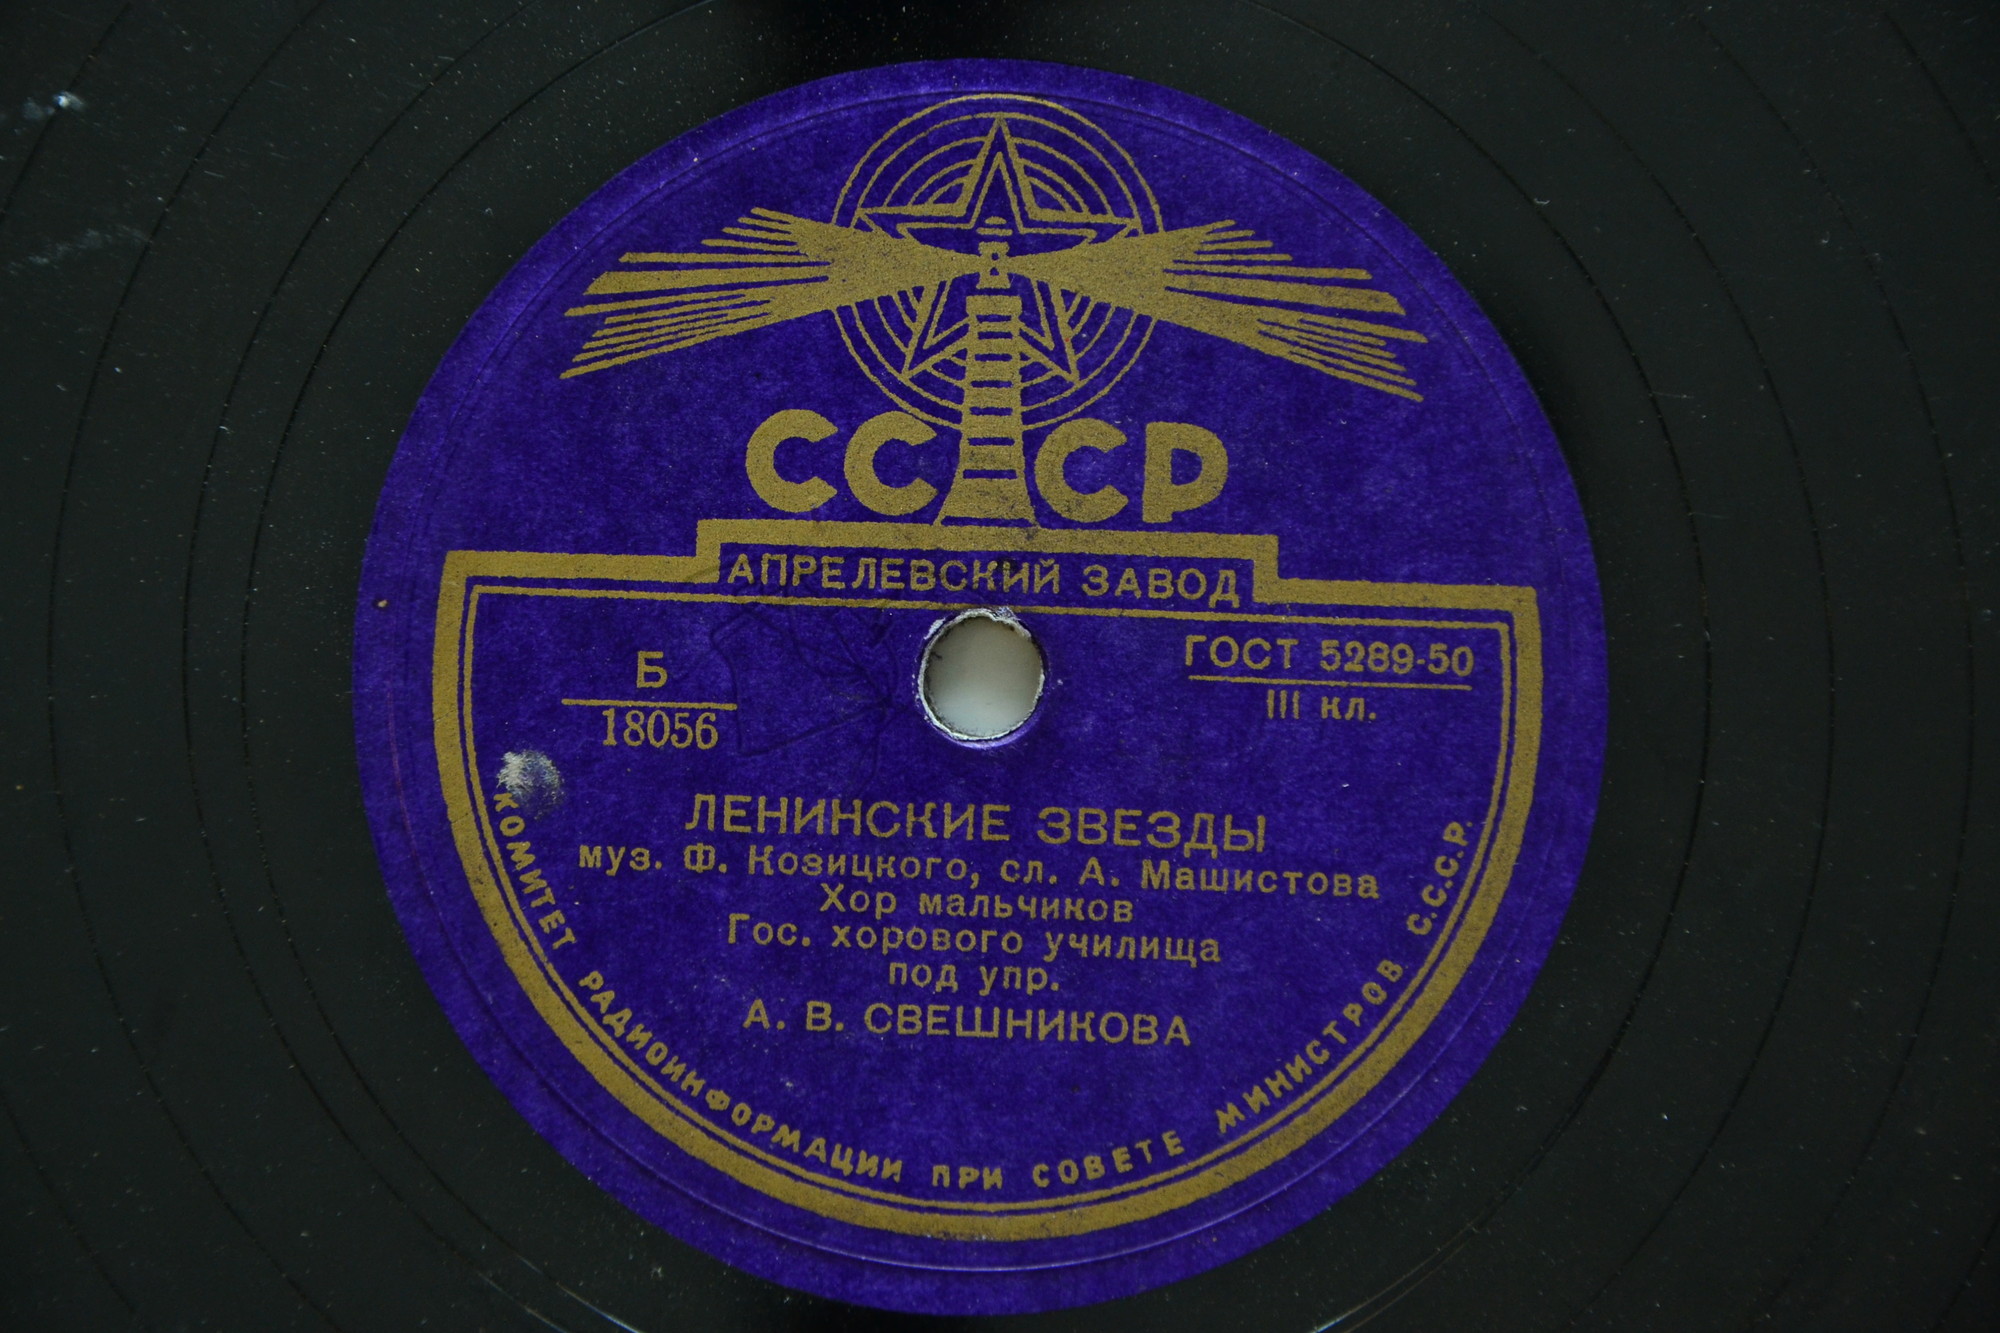 СССР
АПРЕЛЕВСКИЙ ЗАВОД
Б
18056
ГОСТ 5289-50
III кл.
ЛЕНИНСКИЕ ЗВЕЗДЫ
муз. Ф. Козицкого, сл. А. Машистова
Хор мальчиков
Гос. хорового училища
под упр.
А. В. СВЕШНИКОВА
КОМИТЕТ РАДИОИНФОРМАЦИИ ПРИ СОВЕТЕ МИНИСТРОВ С.С.С.Р.